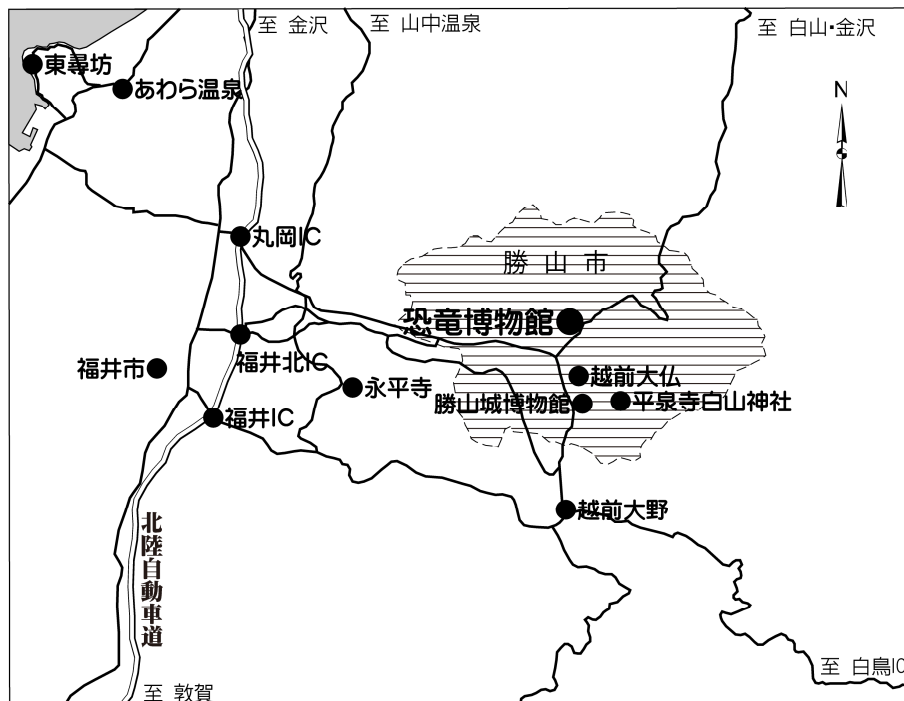 至 金沢
至 山中温泉
至 白山・金沢
東尋坊
あわら温泉
N
丸岡IC
勝山市
恐竜博物館
福井北IC
福井市
越前大仏
永平寺
勝山城博物館
平泉寺白山神社
福井IC
越前大野
北陸自動車道
至 白鳥IC
至 敦賀